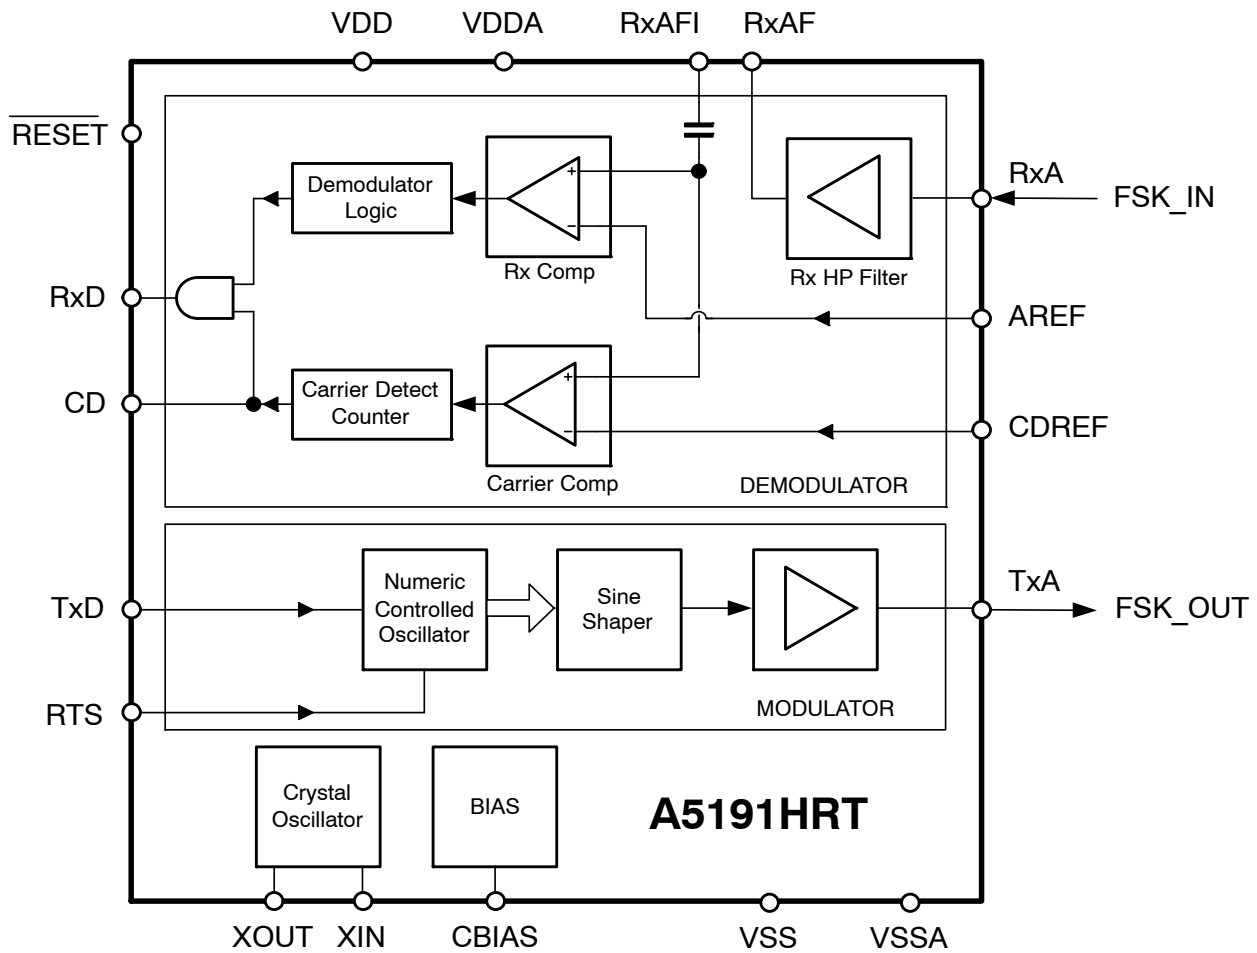 VDD
VDDA
RxAFI
RxAF
RESET
Demodulator
Logic
+
−
Rx Comp
Rx HP Filter
RxA
FSK_IN
RxD
AREF
CD
Carrier Detect
Counter
+
−
Carrier Comp
CDREF
DEMODULATOR
TxD
Numeric
Controlled
Oscillator
Sine
Shaper
TxA
FSK_OUT
RTS
MODULATOR
Crystal
Oscillator
BIAS
A5191HRT
XOUT
XIN
CBIAS
VSS
VSSA